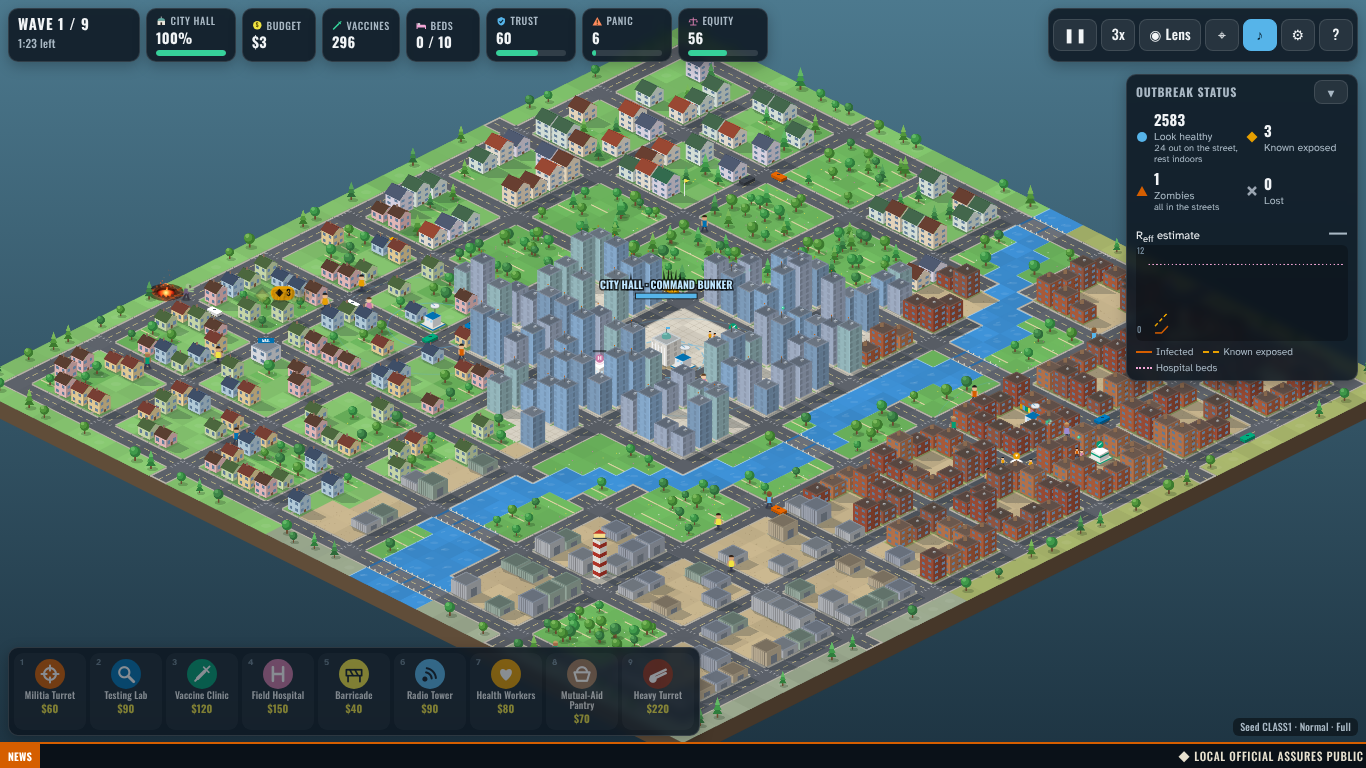 WAVE 1 / 9
1:23 left
CITY HALL
100%
BUDGET
$3
VACCINES
296
BEDS
0 / 10
TRUST
60
PANIC
6
EQUITY
56
3x
Lens
?
OUTBREAK STATUS
2583
Look healthy
24 out on the street,
rest indoors
3
Known exposed
1
Zombies
all in the streets
0
Lost
Reff estimate
12
0
Infected
Known exposed
Hospital beds
CITY HALL · COMMAND BUNKER
3
1
Militia Turret
$60
2
Testing Lab
$90
3
Vaccine Clinic
$120
4
H
Field Hospital
$150
5
Barricade
$40
6
Radio Tower
$90
7
Health Workers
$80
8
Mutual-Aid
Pantry
$70
9
Heavy Turret
$220
Seed CLASS1 · Normal · Full
NEWS
◆ LOCAL OFFICIAL ASSURES PUBLIC